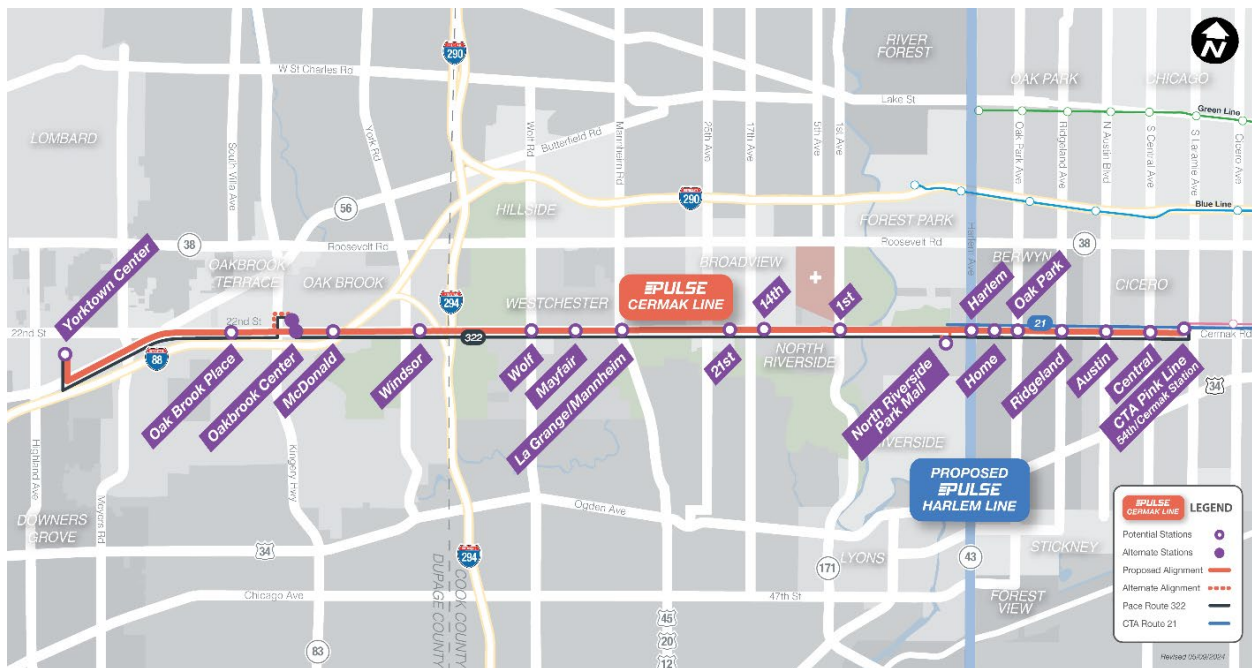 N
RIVER
FOREST
OAK PARK
CHICAGO
290
W St Charles Rd
Lake St
Green Line
LOMBARD
South Villa Ave
York Rd
Wolf Rd
Butterfield Rd
Mannheim Rd
25th Ave
17th Ave
5th Ave
1st Ave
Harlem Ave
Oak Park Ave
Ridgeland Ave
N Austin Blvd
S Central Ave
S Laramie Ave
Cicero Avn
290
Blue Line
56
HILLSIDE
FOREST PARK
38
Roosevelt Rd
Roosevelt Rd
38
OAKBROOK
TERRACE
OAK BROOK
BROADVIEW
BERWYN
CICERO
294
WESTCHESTER
PULSE
CERMAK LINE
Yorktown Center
14th
1st
Harlem
Oak Park
22nd St
22nd St
88
322
21
Cermak Rd
Oak Brook Place
Oakbrook Center
McDonald
Windsor
Wolf
Mayfair
La Grange/Mannheim
21st
NORTH
RIVERSIDE
North Riverside
Park Mall
Home
Ridgeland
Austin
Central
CTA Pink Line
54th/Cermak Station
34
RIVERSIDE
PROPOSED
PULSE
HARLEM LINE
Highland Ave
Meyers Rd
Kingery Hwy
DOWNERS
GROVE
34
Ogden Ave
294
COOK COUNTY
DUPAGE COUNTY
LYONS
171
43
STICKNEY
FOREST
VIEW
Chicago Ave
47th St
83
45
20
12
PULSE
CERMAK LINE
LEGEND
Potential Stations
Alternate Stations
Proposed Alignment
Alternate Alignment
Pace Route 322
CTA Route 21
Revised 05/09/2024